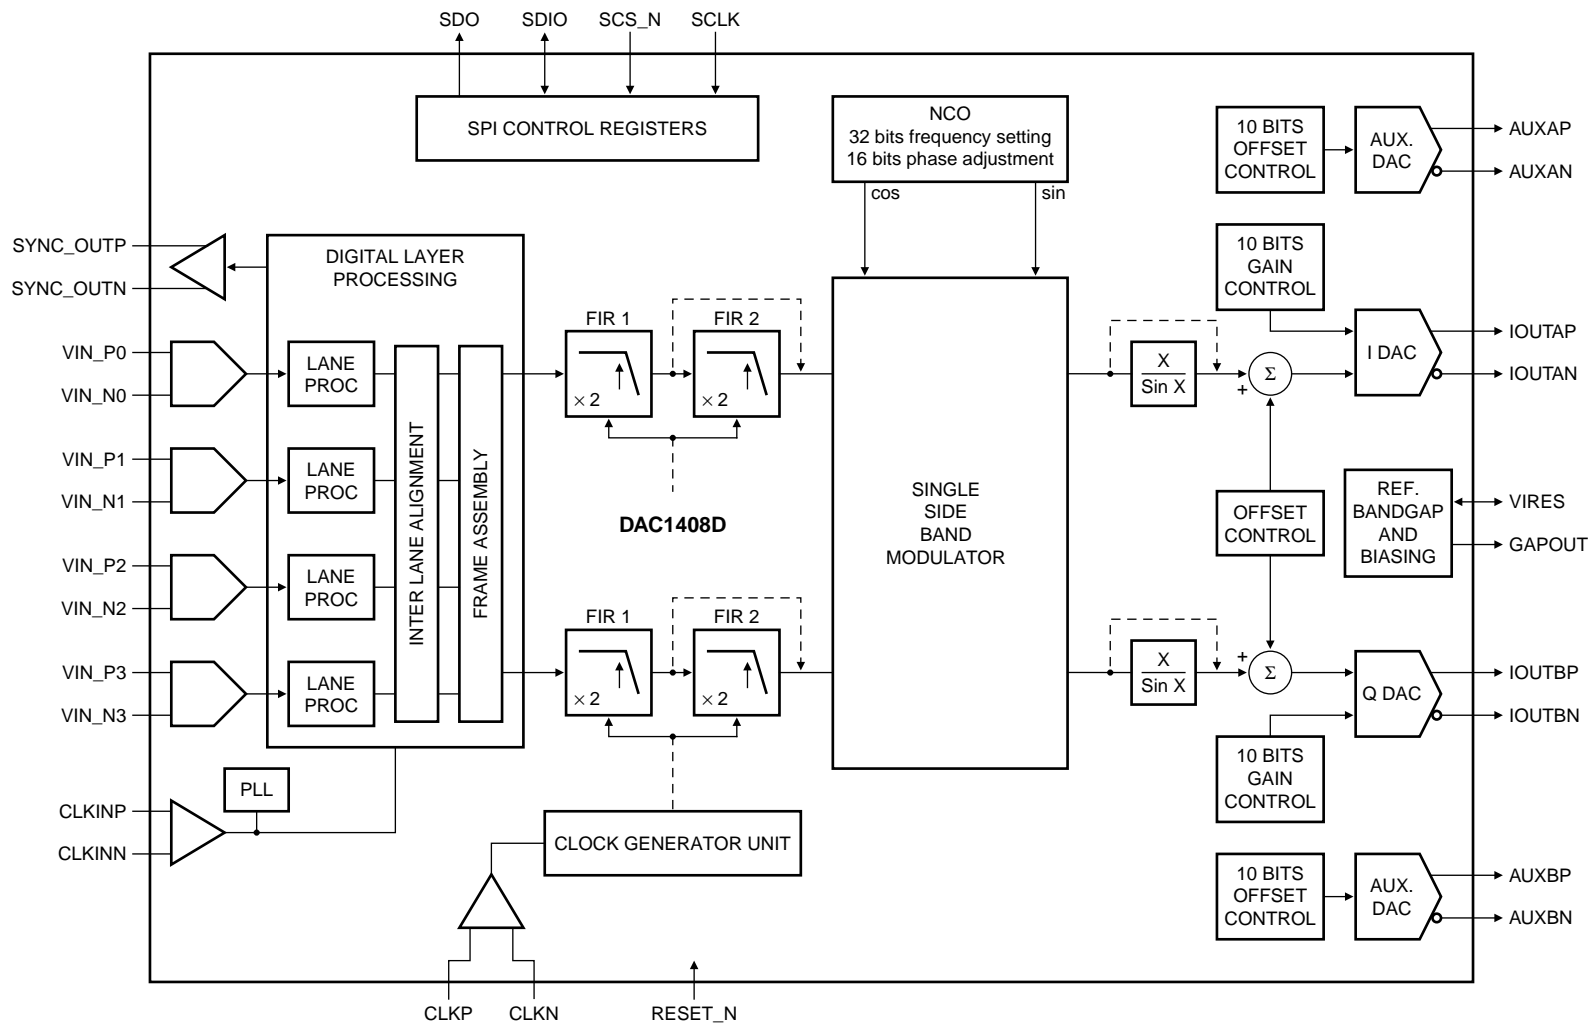 SDO SDIO SCS_N SCLK
SPI CONTROL REGISTERS
NCO
32 bits frequency setting
16 bits phase adjustment
cos sin
10 BITS
OFFSET
CONTROL
AUX.
DAC
AUXAP
AUXAN
SYNC_OUTP
SYNC_OUTN
DIGITAL LAYER
PROCESSING
10 BITS
GAIN
CONTROL
VIN_P0
VIN_N0
LANE
PROC
FIR 1
× 2
FIR 2
× 2
X
Sin X
+
Σ
I DAC
IOUTAP
IOUTAN
VIN_P1
VIN_N1
LANE
PROC
INTER LANE ALIGNMENT
FRAME ASSEMBLY
DAC1408D
SINGLE
SIDE
BAND
MODULATOR
OFFSET
CONTROL
REF.
BANDGAP
AND
BIASING
VIRES
GAPOUT
VIN_P2
VIN_N2
LANE
PROC
VIN_P3
VIN_N3
LANE
PROC
FIR 1
× 2
FIR 2
× 2
X
Sin X
+
Σ
Q DAC
IOUTBP
IOUTBN
10 BITS
GAIN
CONTROL
PLL
CLKINP
CLKINN
CLOCK GENERATOR UNIT
10 BITS
OFFSET
CONTROL
AUX.
DAC
AUXBP
AUXBN
CLKP CLKN RESET_N